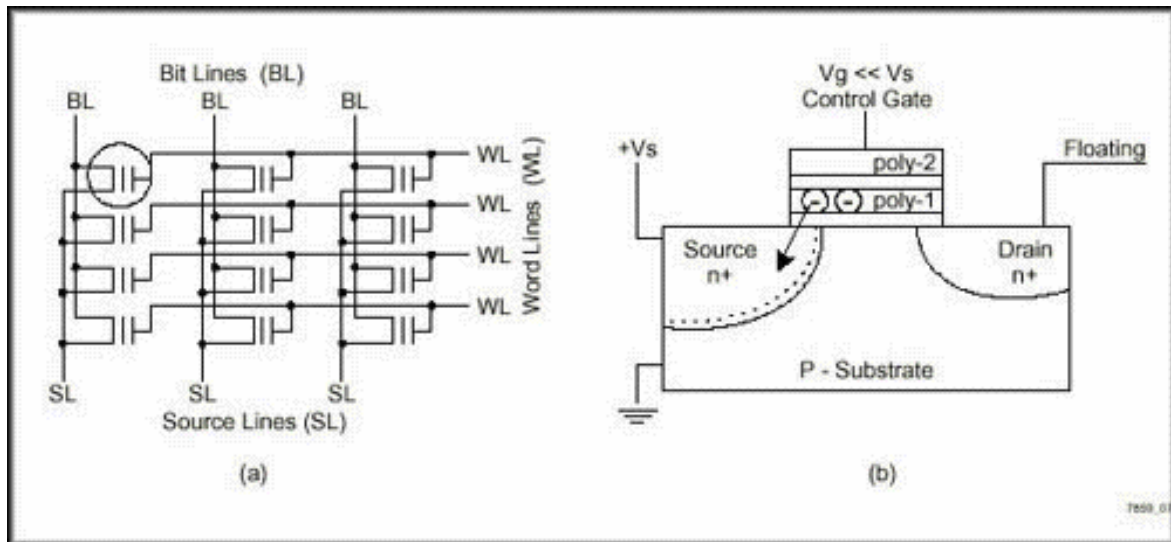 Bit Lines (BL)
BL BL BL
WL
WL
WL
WL
Word Lines (WL)
SL SL SL
Source Lines (SL)
(a)
Vg << Vs
Control Gate
+Vs
Floating
poly-2
- - poly-1
Source
n+
Drain
n+
P - Substrate
(b)